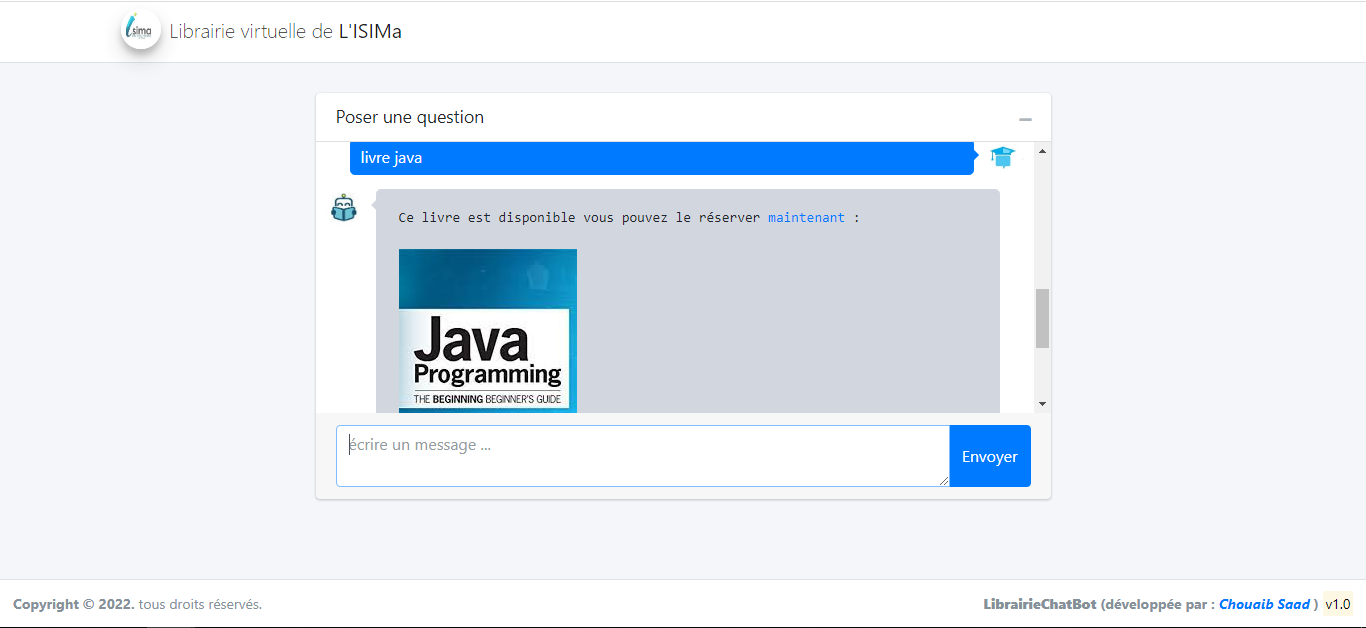 isima
Librairie virtuelle de L'ISIMa
Poser une question
livre java
Ce livre est disponible vous pouvez le réserver maintenant :
Java
Programming
THE BEGINNING BEGINNER'S GUIDE
écrire un message ...
Envoyer
Copyright © 2022. tous droits réservés.
LibrairieChatBot (développée par : Chouaib Saad ) v1.0